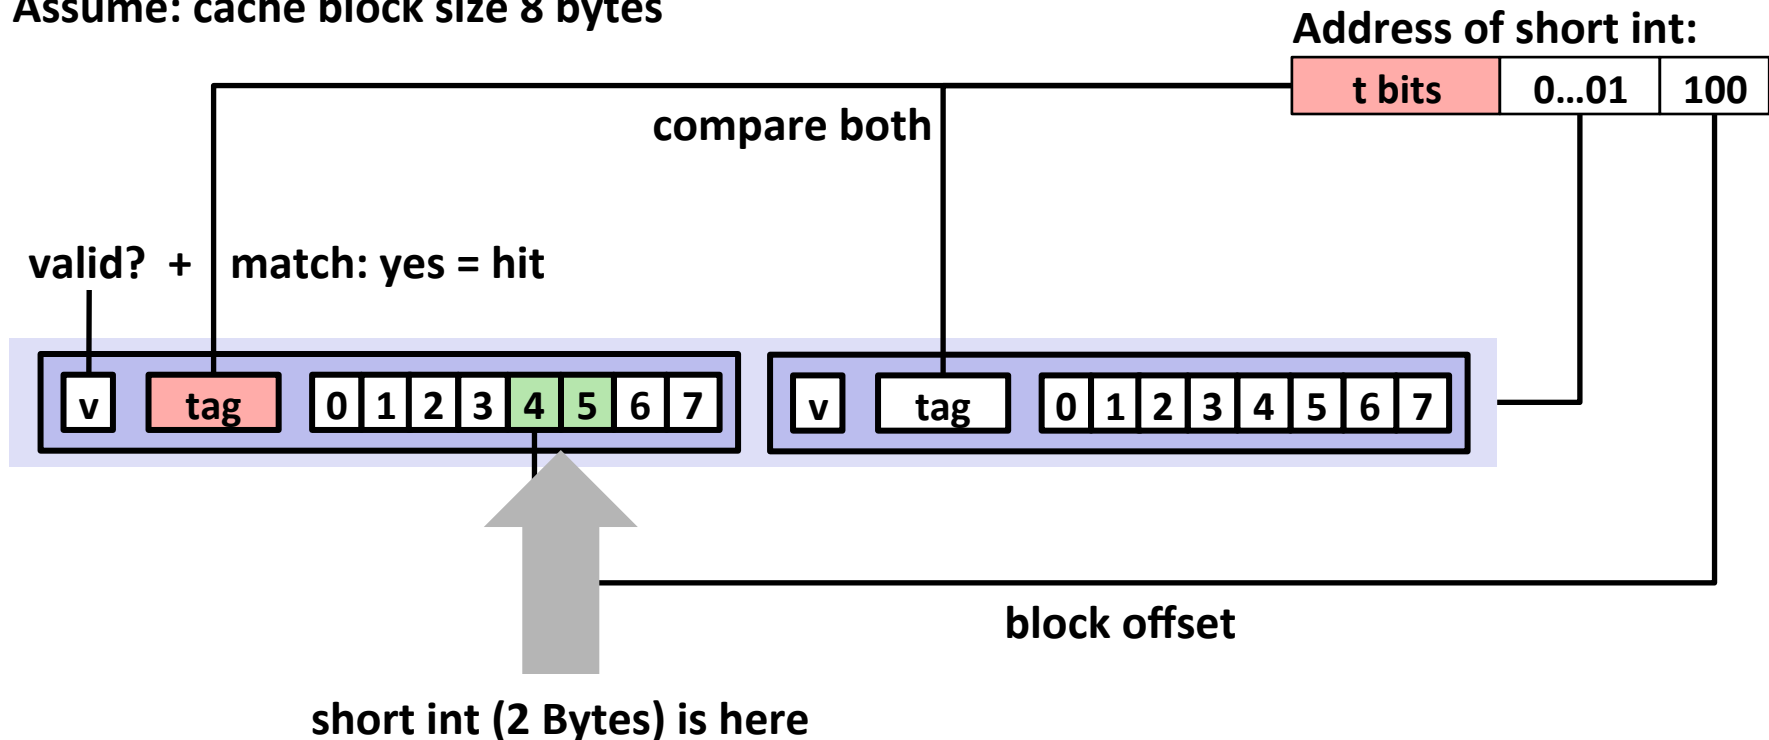 Assume: cache block size 8 bytes
Address of short int:
t bits 0...01 100
compare both
valid? + match: yes = hit
v tag 0 1 2 3 4 5 6 7 v tag 0 1 2 3 4 5 6 7
block offset
short int (2 Bytes) is here